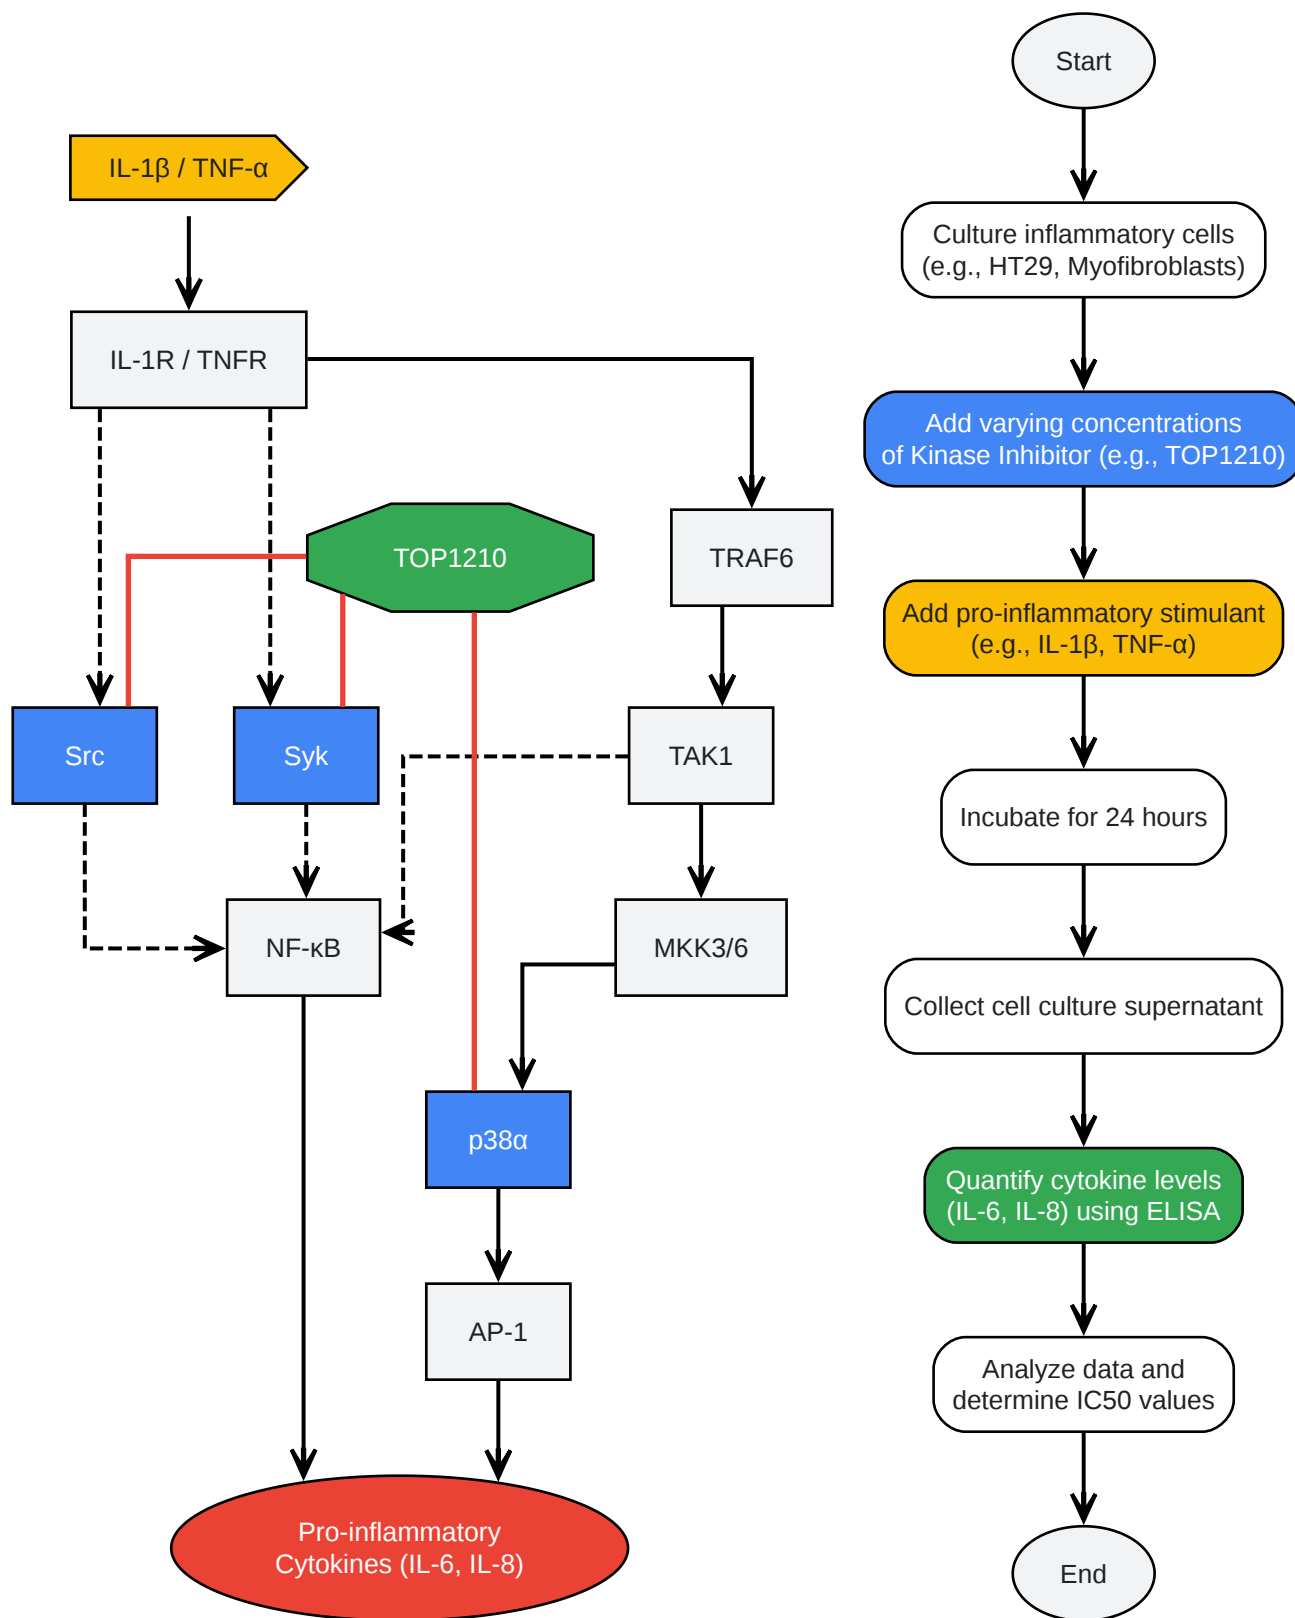 IL-1β / TNF-α
IL-1R / TNFR
TOP1210
TRAF6
Src
Syk
TAK1
NF-κB
MKK3/6
p38α
AP-1
Pro-inflammatory
Cytokines (IL-6, IL-8)
Start
Culture inflammatory cells
(e.g., HT29, Myofibroblasts)
Add varying concentrations
of Kinase Inhibitor (e.g., TOP1210)
Add pro-inflammatory stimulant
(e.g., IL-1β, TNF-α)
Incubate for 24 hours
Collect cell culture supernatant
Quantify cytokine levels
(IL-6, IL-8) using ELISA
Analyze data and
determine IC50 values
End